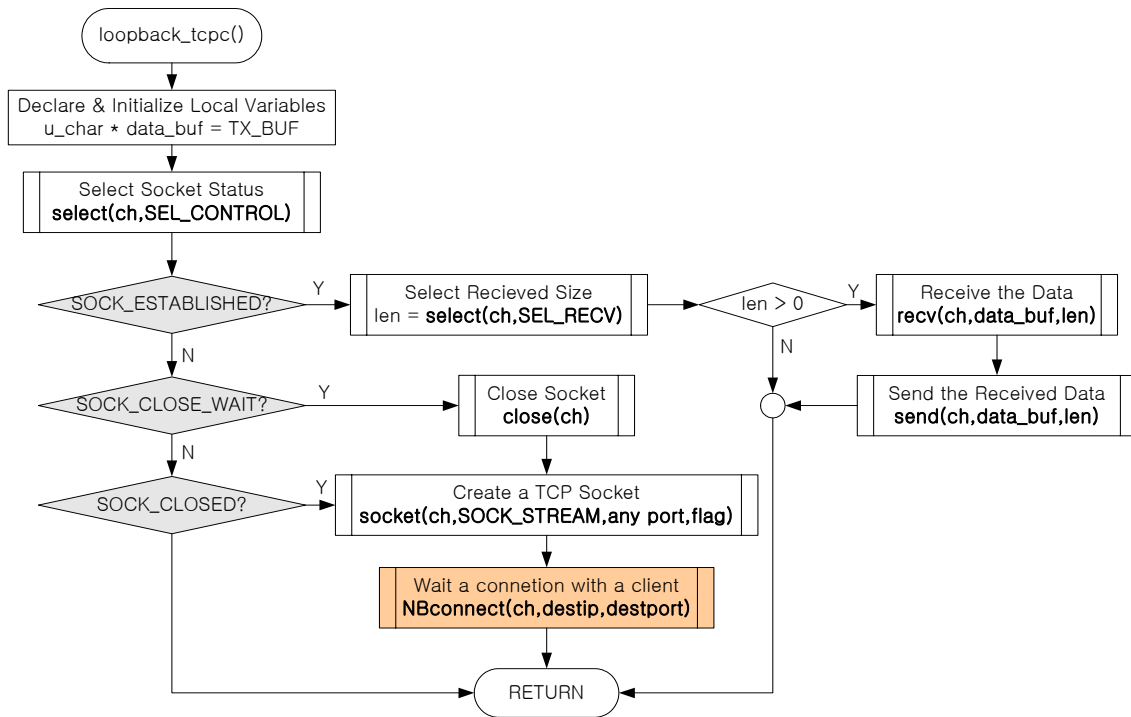 loopback_tcpc()
Declare & Initialize Local Variables
u_char * data_buf = TX_BUF
Select Socket Status
select(ch,SEL_CONTROL)
SOCK_ESTABLISHED?
Y
Select Recieved Size
len = select(ch,SEL_RECV)
len > 0
Y
Receive the Data
recv(ch,data_buf,len)
N
N
SOCK_CLOSE_WAIT?
Y
Close Socket
close(ch)
Send the Received Data
send(ch,data_buf,len)
N
SOCK_CLOSED?
Y
Create a TCP Socket
socket(ch,SOCK_STREAM,any port,flag)
Wait a connetion with a client
NBconnect(ch,destip,destport)
RETURN